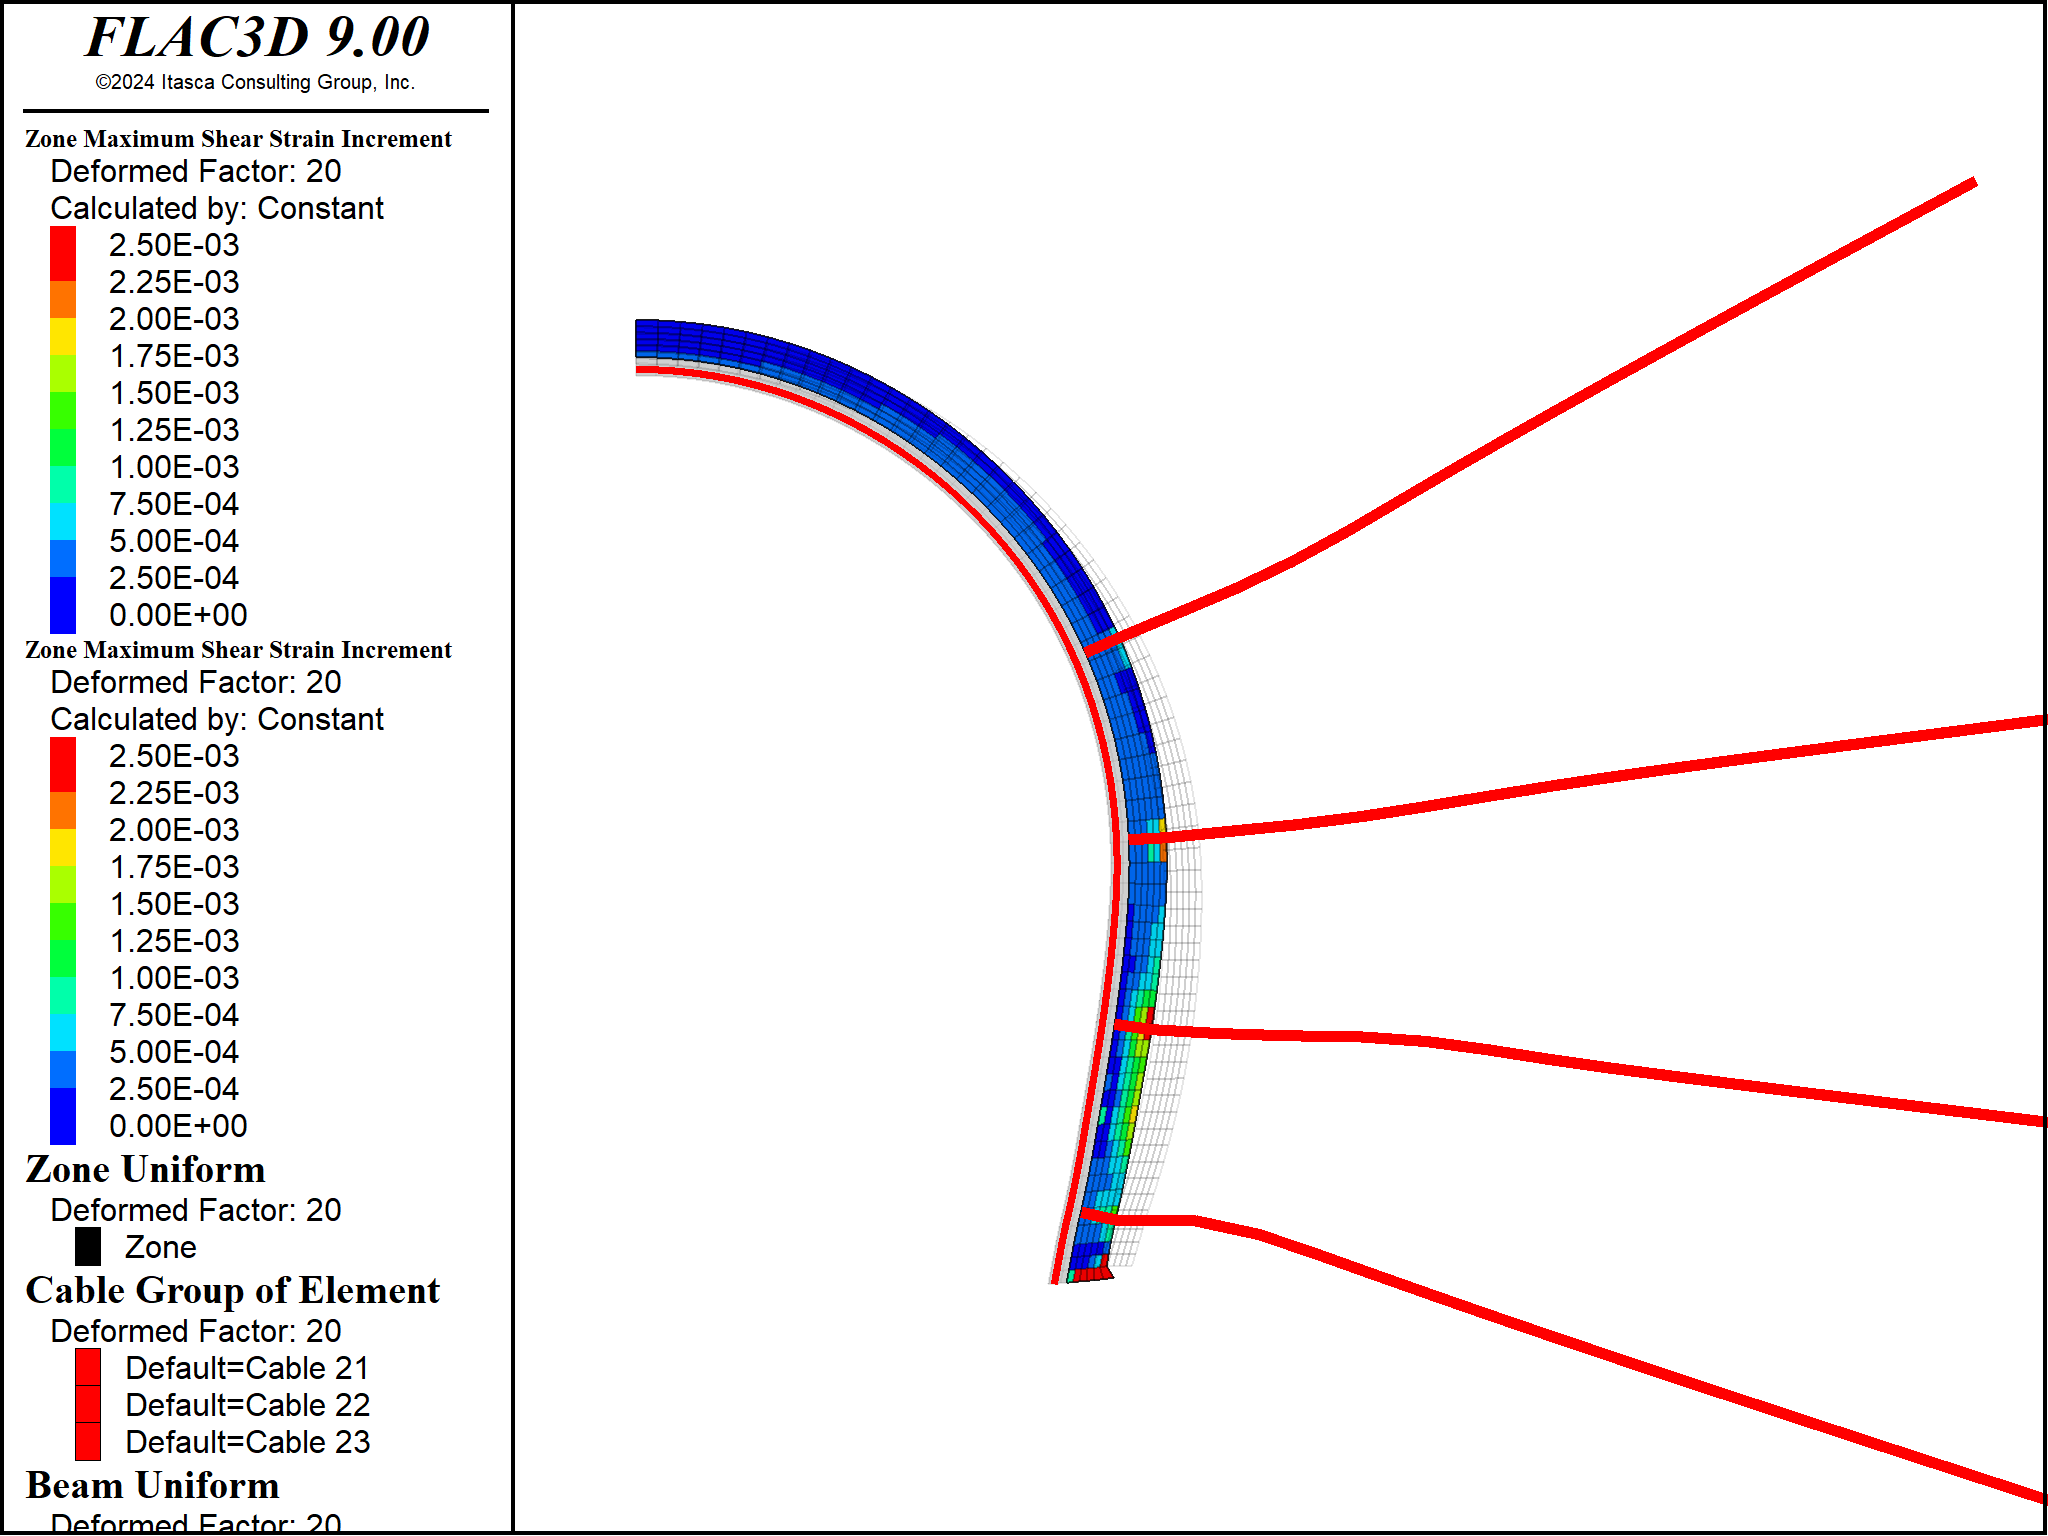 FLAC3D 9.00
©2024 Itasca Consulting Group, Inc.
Zone Maximum Shear Strain Increment
Deformed Factor: 20
Calculated by: Constant
2.50E-03
2.25E-03
2.00E-03
1.75E-03
1.50E-03
1.25E-03
1.00E-03
7.50E-04
5.00E-04
2.50E-04
0.00E+00
Zone Maximum Shear Strain Increment
Deformed Factor: 20
Calculated by: Constant
2.50E-03
2.25E-03
2.00E-03
1.75E-03
1.50E-03
1.25E-03
1.00E-03
7.50E-04
5.00E-04
2.50E-04
0.00E+00
Zone Uniform
Deformed Factor: 20
Zone
Cable Group of Element
Deformed Factor: 20
Default=Cable 21
Default=Cable 22
Default=Cable 23
Beam Uniform
Deformed Factor: 20